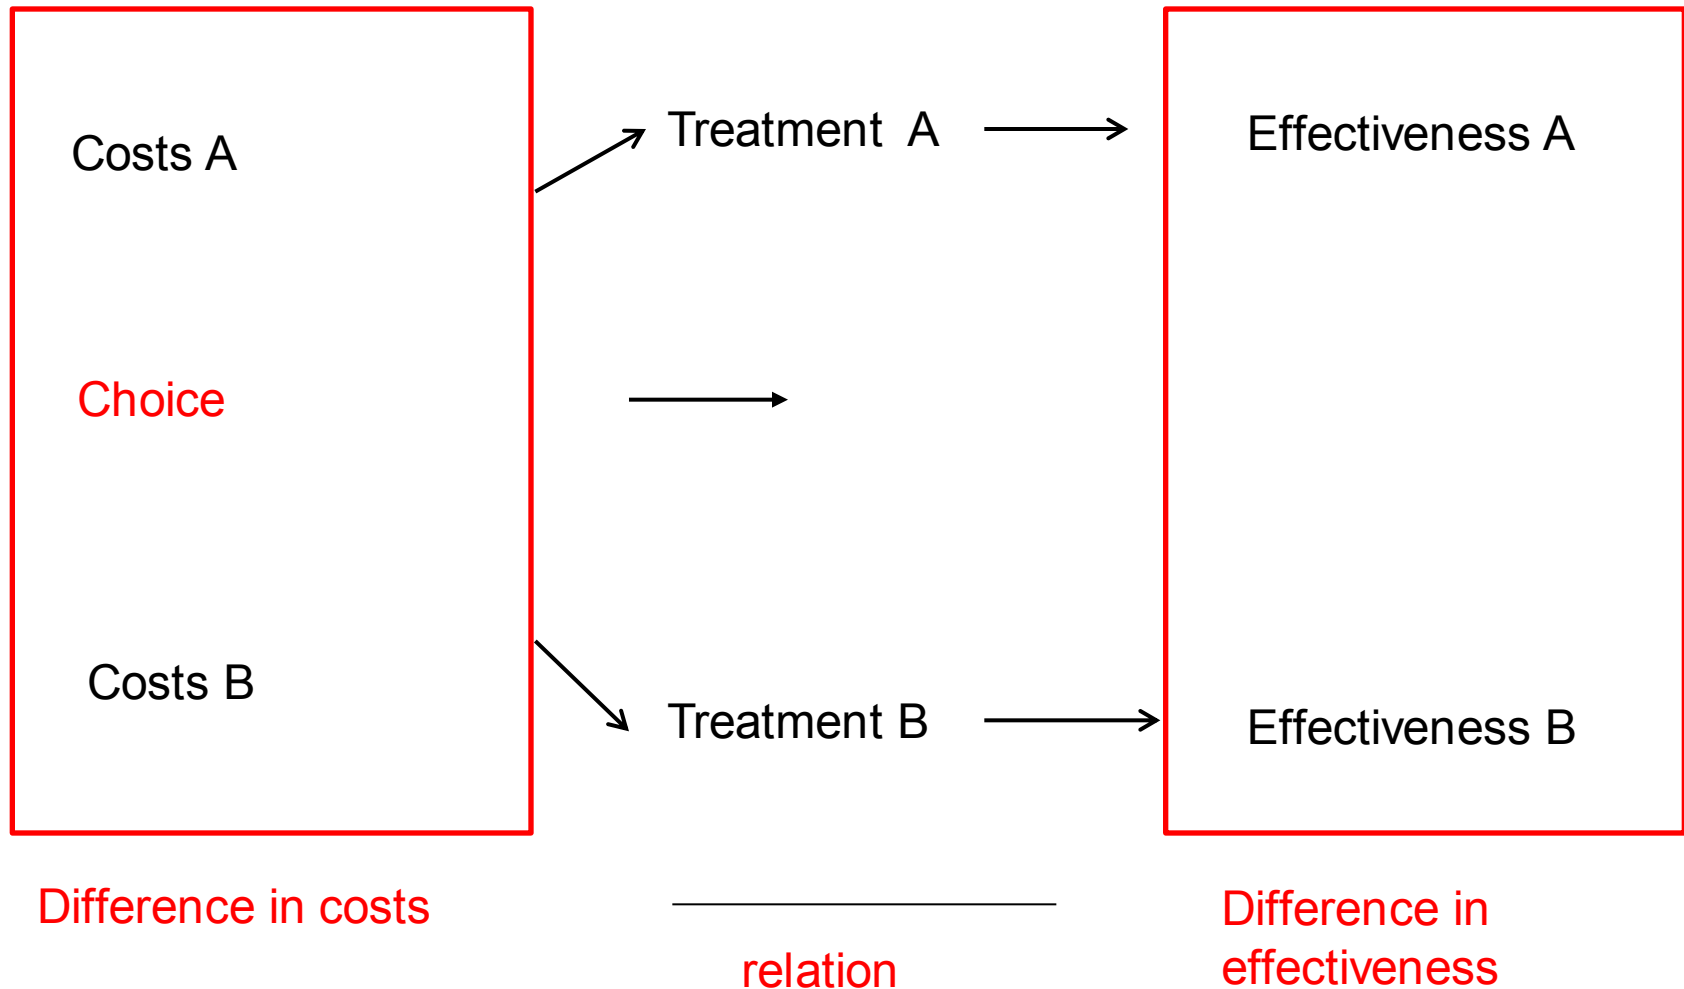 Costs A
Treatment A
Effectiveness A
Choice
Costs B
Treatment B
Effectiveness B
Difference in costs
relation
Difference in
effectiveness